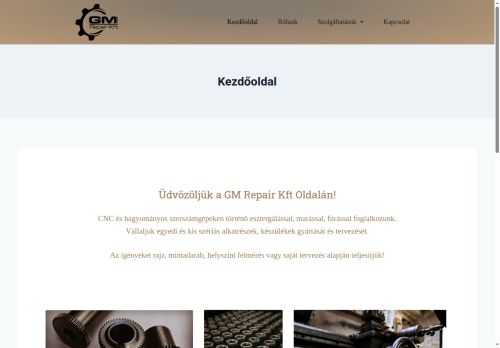 GM
Repair Kft
Kezdőoldal
Rólunk
Szolgáltatások
Kapcsolat
Kezdőoldal
Üdvözöljük a GM Repair Kft Oldalán!
CNC és hagyományos szerszámgépeken történő esztergálással, marással, fúrással foglalkozunk.
Vállaljuk egyedi és kis szériás alkatrészek, készülékek gyártását és tervezését.
Az igényeket rajz, mintadarab, helyszíni felmérés vagy saját tervezés alapján teljesítjük!